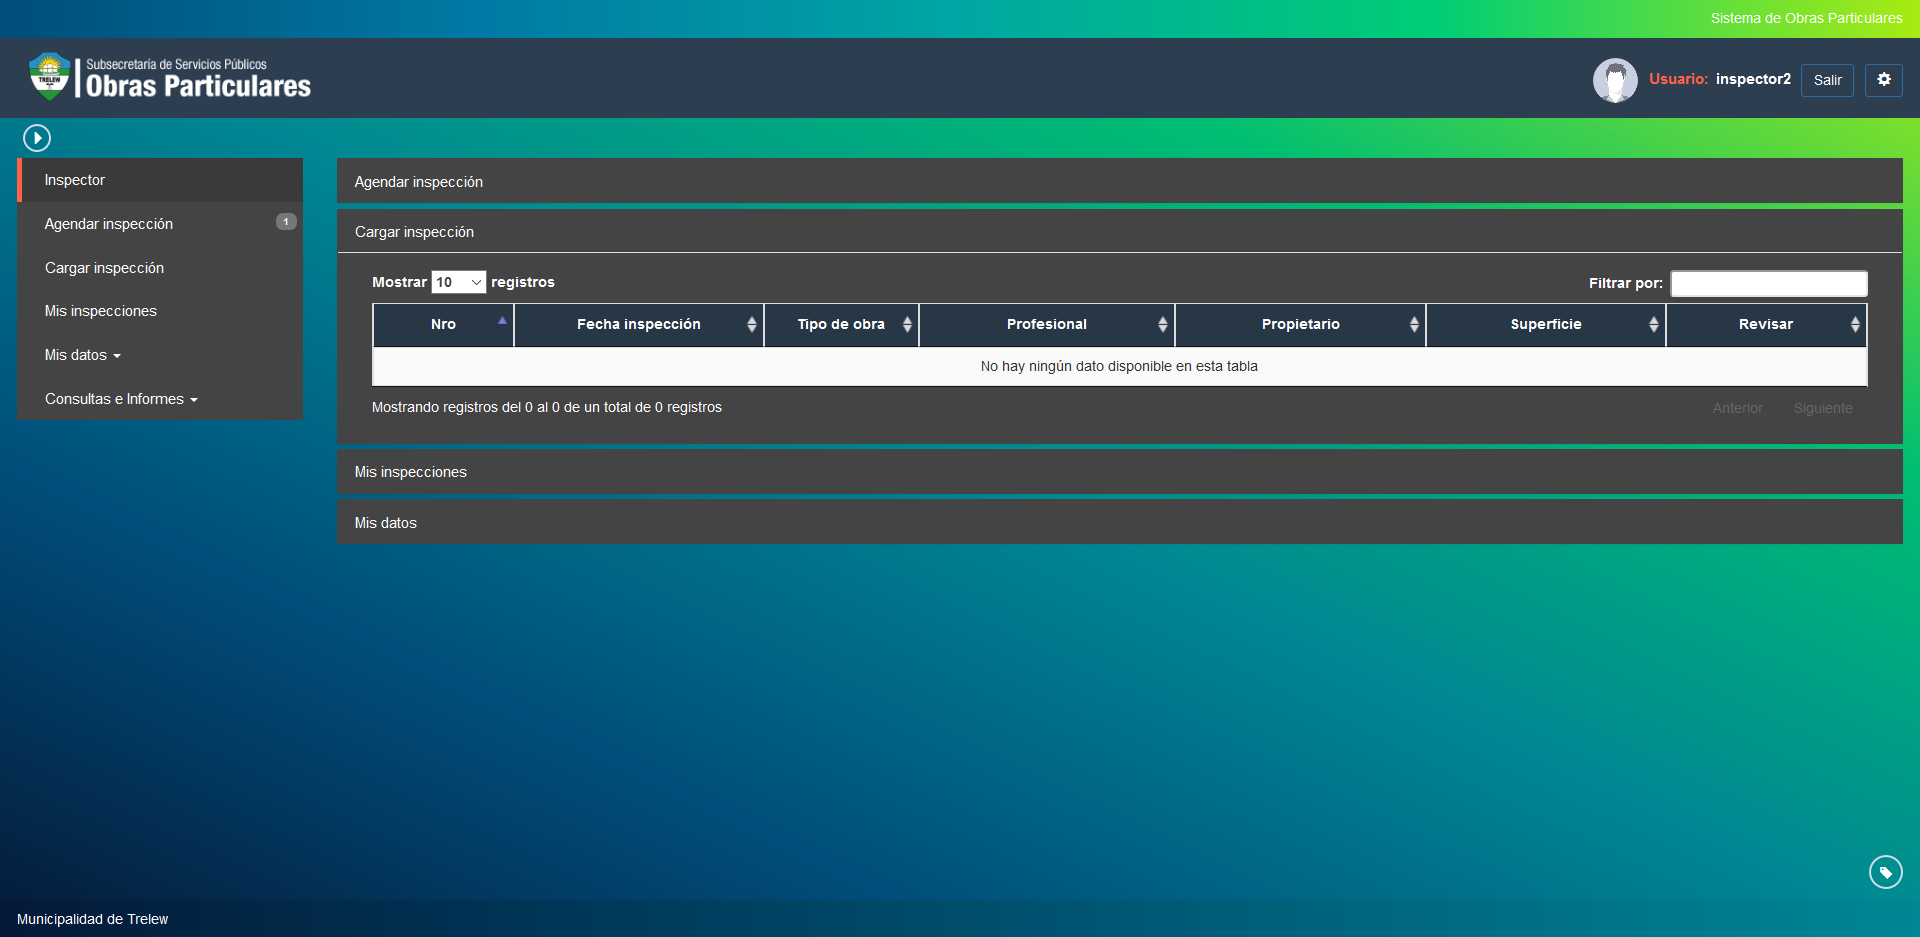 Sistema de Obras Particulares
TRELEW
Subsecretaría de Servicios Públicos
Obras Particulares
Usuario: inspector2
Salir
Inspector
Agendar inspección
1
Cargar inspección
Mis inspecciones
Mis datos
Consultas e Informes
Agendar inspección
Cargar inspección
Mostrar 10 registros
Filtrar por:
Nro Fecha inspección Tipo de obra Profesional Propietario Superficie Revisar
No hay ningún dato disponible en esta tabla
Mostrando registros del 0 al 0 de un total de 0 registros
Anterior Siguiente
Mis inspecciones
Mis datos
Municipalidad de Trelew